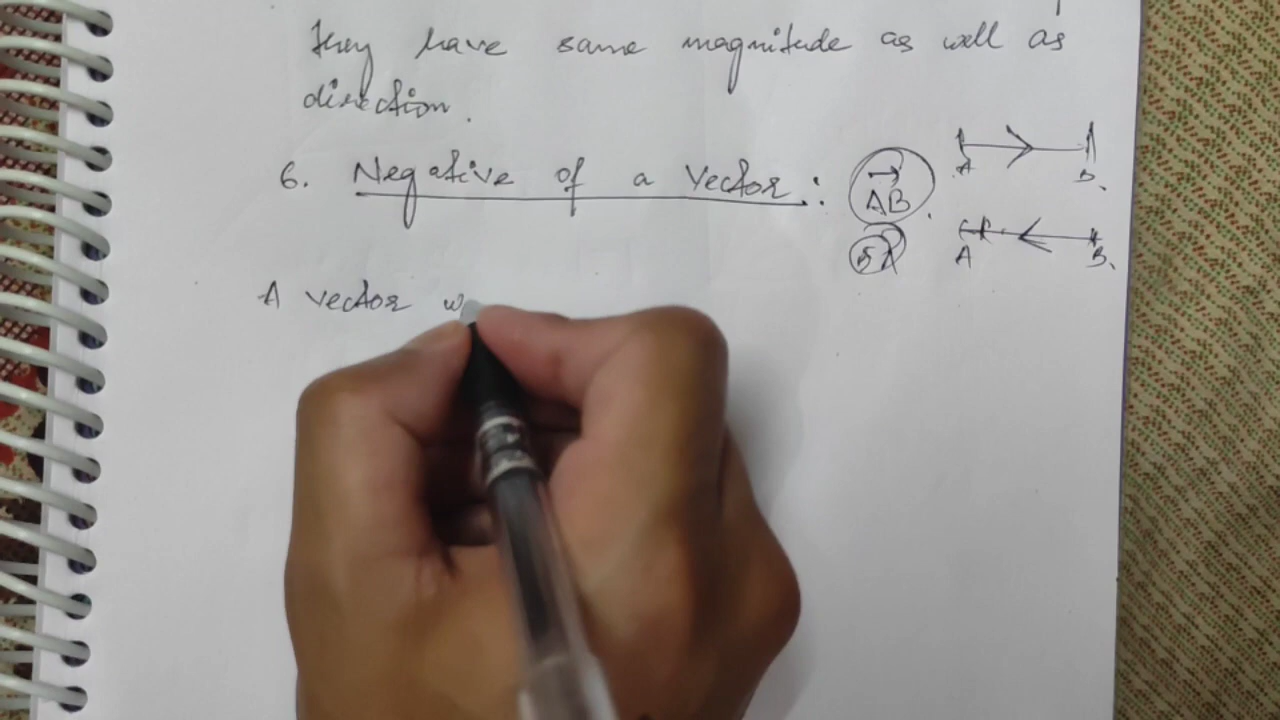 they have same magnitude as well as
direction.
6. Negative of a Vector :
AB
A B.
BA
A B.
A vector w